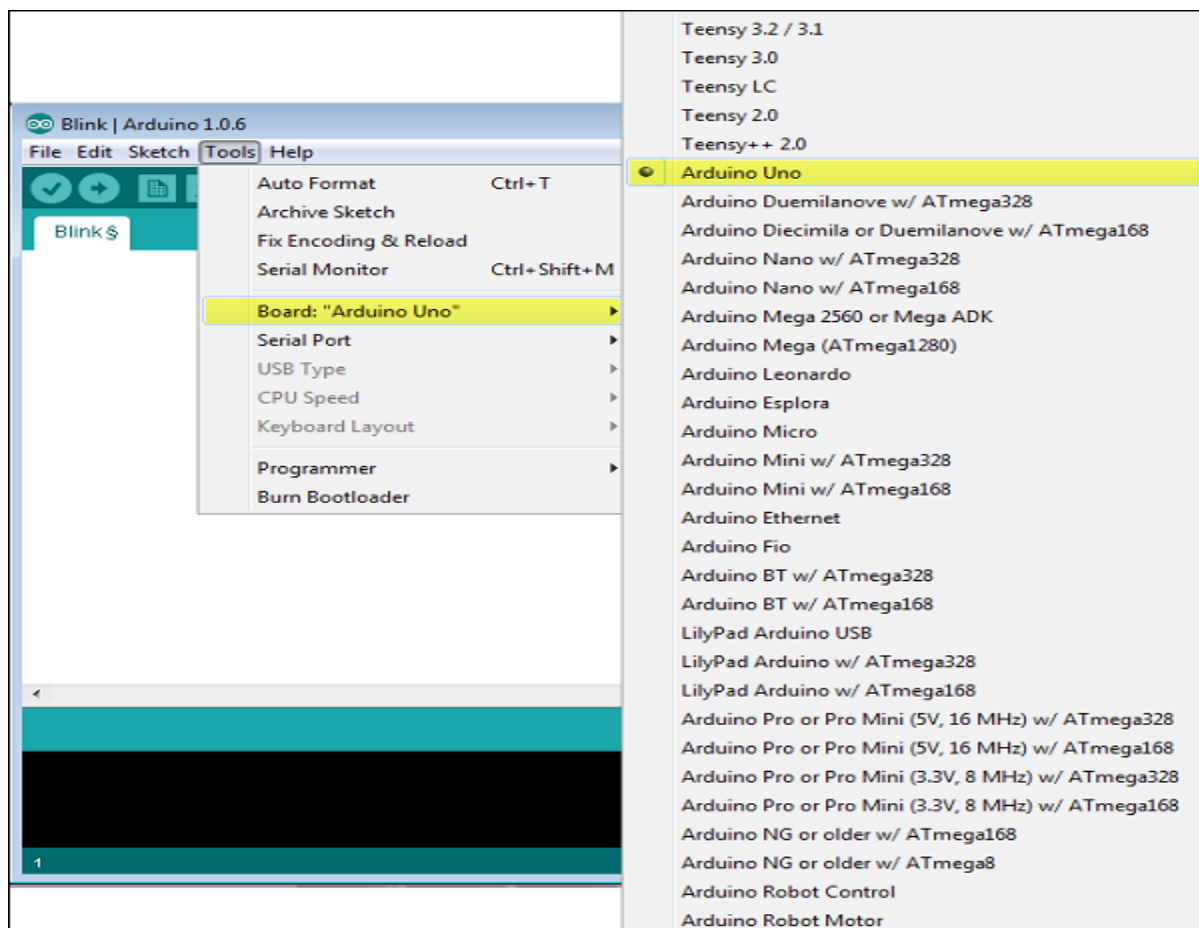 Blink | Arduino 1.0.6
File Edit Sketch Tools Help
Blink §
Auto Format Ctrl+T
Archive Sketch
Fix Encoding & Reload
Serial Monitor Ctrl+Shift+M
Board: "Arduino Uno"
Serial Port
USB Type
CPU Speed
Keyboard Layout
Programmer
Burn Bootloader
1
Teensy 3.2 / 3.1
Teensy 3.0
Teensy LC
Teensy 2.0
Teensy++ 2.0
Arduino Uno
Arduino Duemilanove w/ ATmega328
Arduino Diecimila or Duemilanove w/ ATmega168
Arduino Nano w/ ATmega328
Arduino Nano w/ ATmega168
Arduino Mega 2560 or Mega ADK
Arduino Mega (ATmega1280)
Arduino Leonardo
Arduino Esplora
Arduino Micro
Arduino Mini w/ ATmega328
Arduino Mini w/ ATmega168
Arduino Ethernet
Arduino Fio
Arduino BT w/ ATmega328
Arduino BT w/ ATmega168
LilyPad Arduino USB
LilyPad Arduino w/ ATmega328
LilyPad Arduino w/ ATmega168
Arduino Pro or Pro Mini (5V, 16 MHz) w/ ATmega328
Arduino Pro or Pro Mini (5V, 16 MHz) w/ ATmega168
Arduino Pro or Pro Mini (3.3V, 8 MHz) w/ ATmega328
Arduino Pro or Pro Mini (3.3V, 8 MHz) w/ ATmega168
Arduino NG or older w/ ATmega168
Arduino NG or older w/ ATmega8
Arduino Robot Control
Arduino Robot Motor